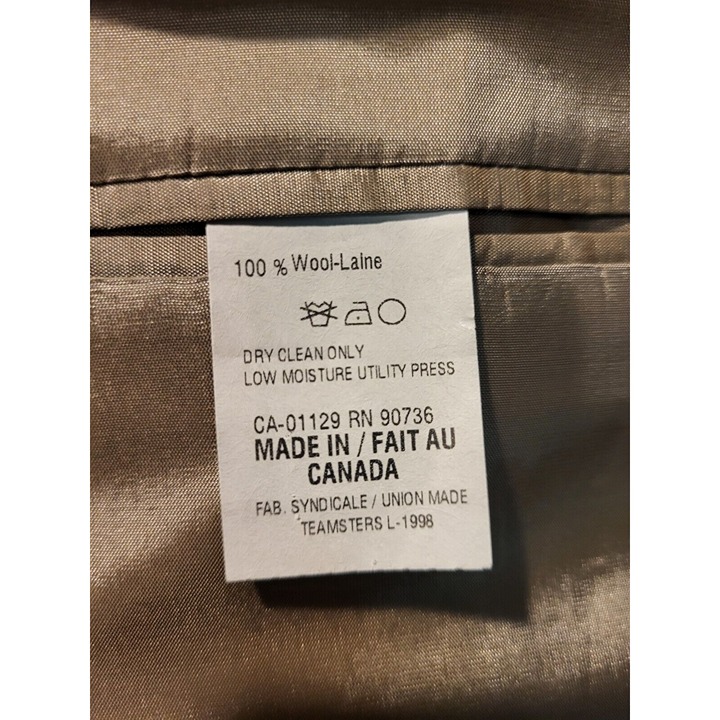 100 % Wool-Laine
DRY CLEAN ONLY
LOW MOISTURE UTILITY PRESS
CA-01129 RN 90736
MADE IN / FAIT AU
CANADA
FAB. SYNDICALE / UNION MADE
TEAMSTERS L-1998